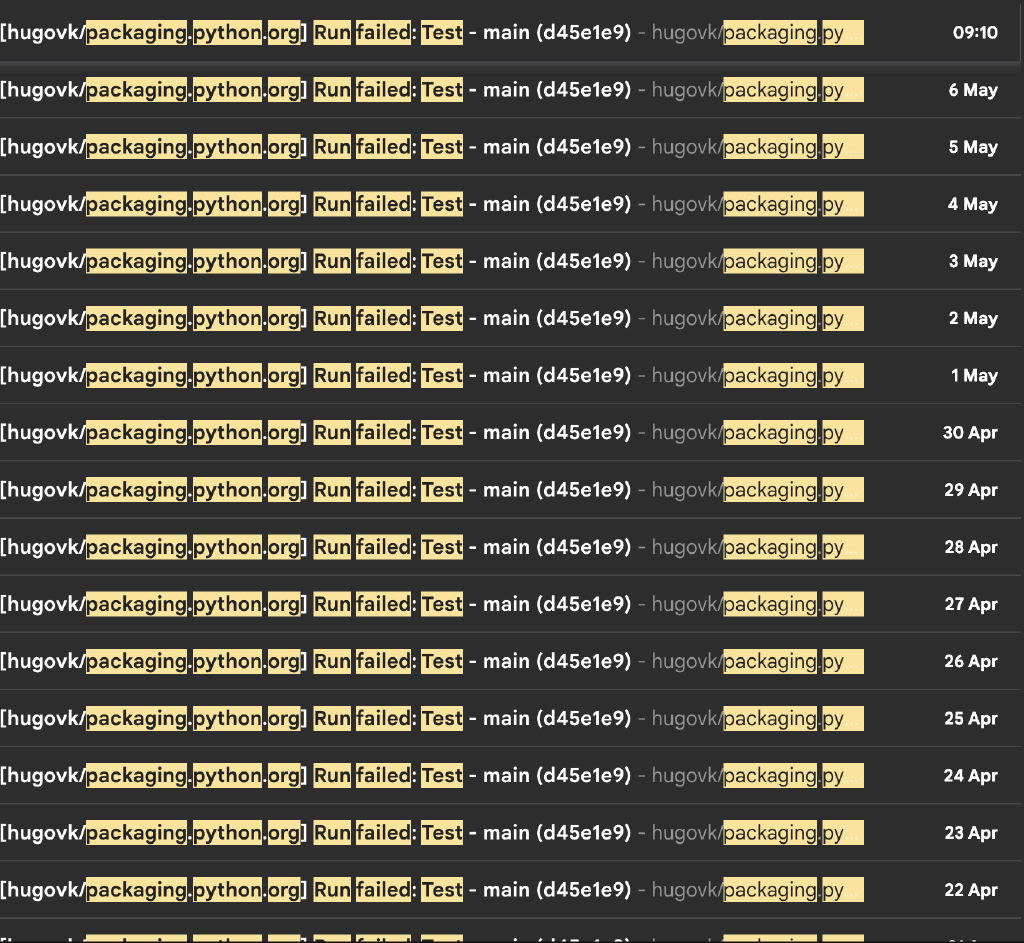 [hugovk/packaging.python.org] Run failed: Test - main (d45e1e9) - hugovk/packaging.py... 09:10
[hugovk/packaging.python.org] Run failed: Test - main (d45e1e9) - hugovk/packaging.py... 6 May
[hugovk/packaging.python.org] Run failed: Test - main (d45e1e9) - hugovk/packaging.py... 5 May
[hugovk/packaging.python.org] Run failed: Test - main (d45e1e9) - hugovk/packaging.py... 4 May
[hugovk/packaging.python.org] Run failed: Test - main (d45e1e9) - hugovk/packaging.py... 3 May
[hugovk/packaging.python.org] Run failed: Test - main (d45e1e9) - hugovk/packaging.py... 2 May
[hugovk/packaging.python.org] Run failed: Test - main (d45e1e9) - hugovk/packaging.py... 1 May
[hugovk/packaging.python.org] Run failed: Test - main (d45e1e9) - hugovk/packaging.py... 30 Apr
[hugovk/packaging.python.org] Run failed: Test - main (d45e1e9) - hugovk/packaging.py... 29 Apr
[hugovk/packaging.python.org] Run failed: Test - main (d45e1e9) - hugovk/packaging.py... 28 Apr
[hugovk/packaging.python.org] Run failed: Test - main (d45e1e9) - hugovk/packaging.py... 27 Apr
[hugovk/packaging.python.org] Run failed: Test - main (d45e1e9) - hugovk/packaging.py... 26 Apr
[hugovk/packaging.python.org] Run failed: Test - main (d45e1e9) - hugovk/packaging.py... 25 Apr
[hugovk/packaging.python.org] Run failed: Test - main (d45e1e9) - hugovk/packaging.py... 24 Apr
[hugovk/packaging.python.org] Run failed: Test - main (d45e1e9) - hugovk/packaging.py... 23 Apr
[hugovk/packaging.python.org] Run failed: Test - main (d45e1e9) - hugovk/packaging.py... 22 Apr